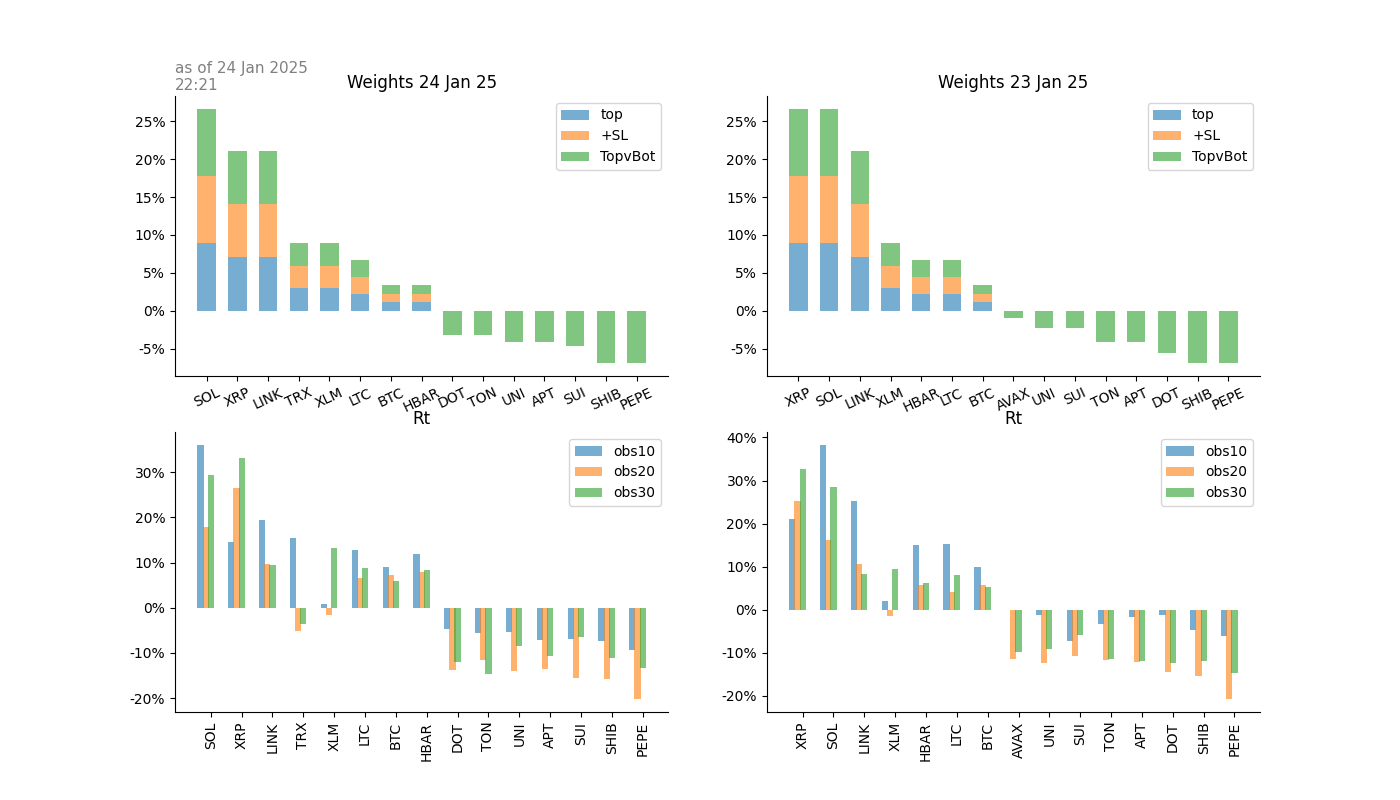 as of 24 Jan 2025
22:21
Weights 24 Jan 25
25%
20%
15%
10%
5%
0%
-5%
top
+SL
TopvBot
SOL XRP LINK TRX XLM LTC BTC HBAR DOT TON UNI APT SUI SHIB PEPE
Weights 23 Jan 25
25%
20%
15%
10%
5%
0%
-5%
top
+SL
TopvBot
XRP SOL LINK XLM HBAR LTC BTC AVAX UNI SUI TON APT DOT SHIB PEPE
Rt
30%
20%
10%
0%
-10%
-20%
obs10
obs20
obs30
SOL XRP LINK TRX XLM LTC BTC HBAR DOT TON UNI APT SUI SHIB PEPE
Rt
40%
30%
20%
10%
0%
-10%
-20%
obs10
obs20
obs30
XRP SOL LINK XLM HBAR LTC BTC AVAX UNI SUI TON APT DOT SHIB PEPE